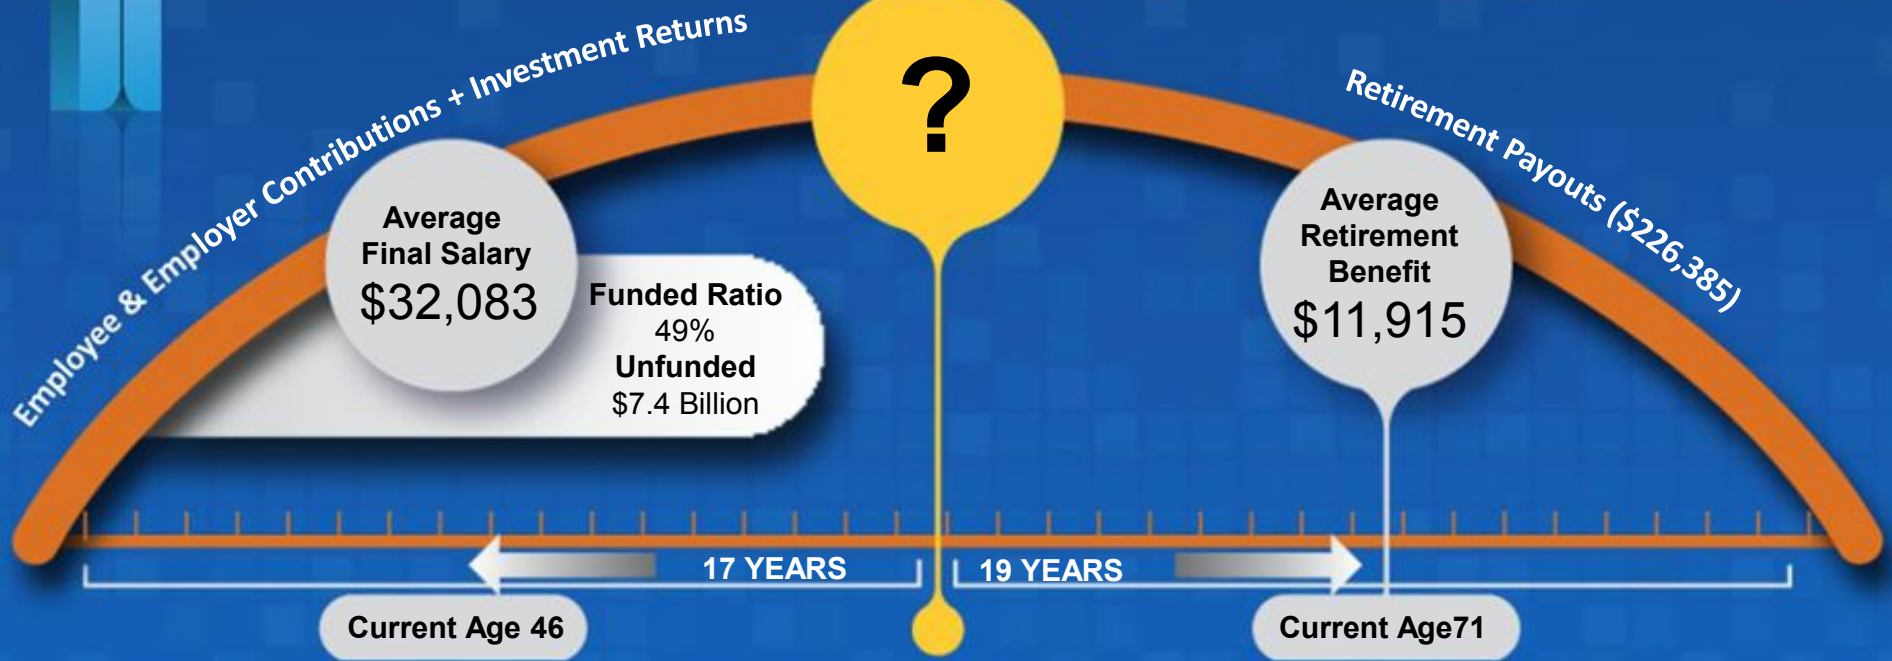 Employee & Employer Contributions + Investment Returns
?
Retirement Payouts ($226,385)
Average
Final Salary
$32,083
Funded Ratio
49%
Unfunded
$7.4 Billion
Average
Retirement
Benefit
$11,915
17 YEARS
19 YEARS
Current Age 46
Current Age71